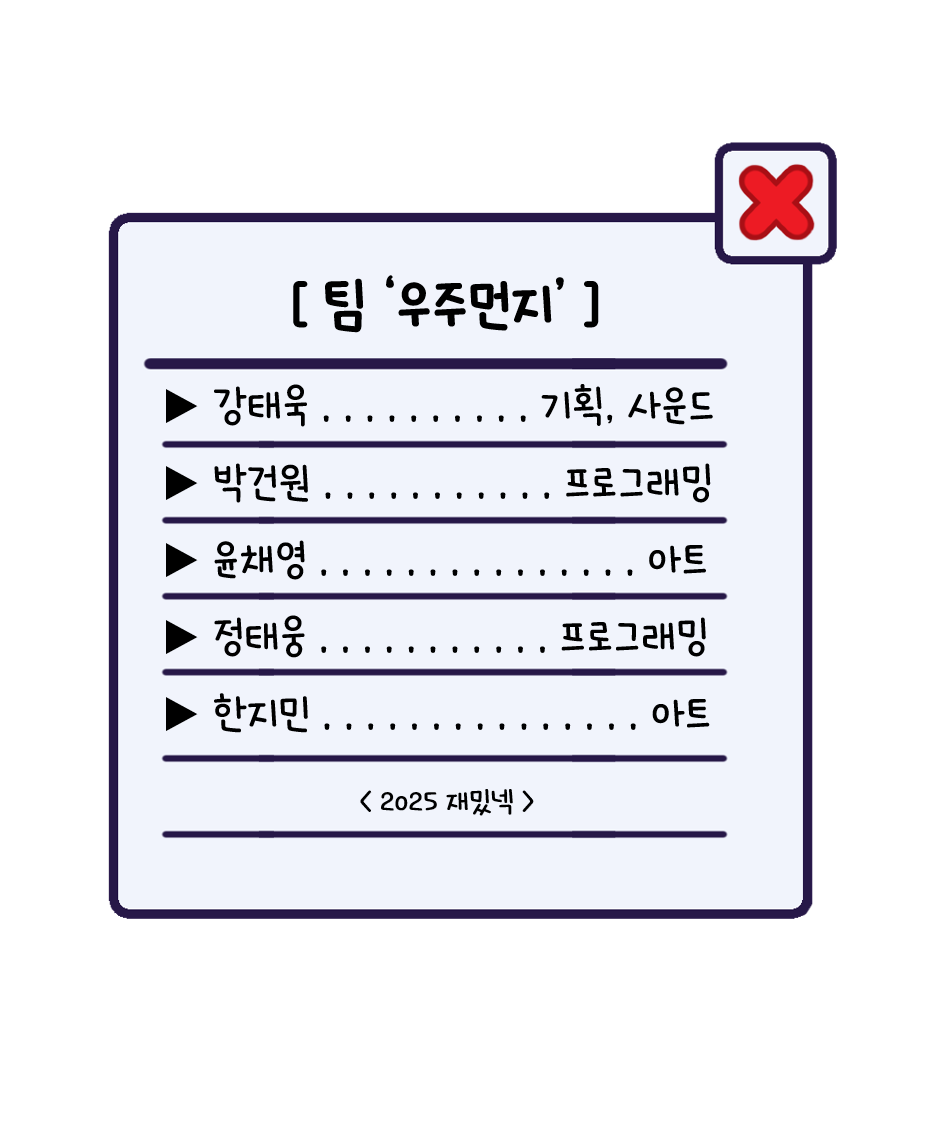 [ 팀 ‘우주먼지’ ]
▶ 강태욱 . . . . . . . . . . 기획, 사운드
▶ 박건원 . . . . . . . . . . . 프로그래밍
▶ 윤채영 . . . . . . . . . . . . . . . 아트
▶ 정태웅 . . . . . . . . . . . 프로그래밍
▶ 한지민 . . . . . . . . . . . . . . . 아트
< 2025 재밌넥 >